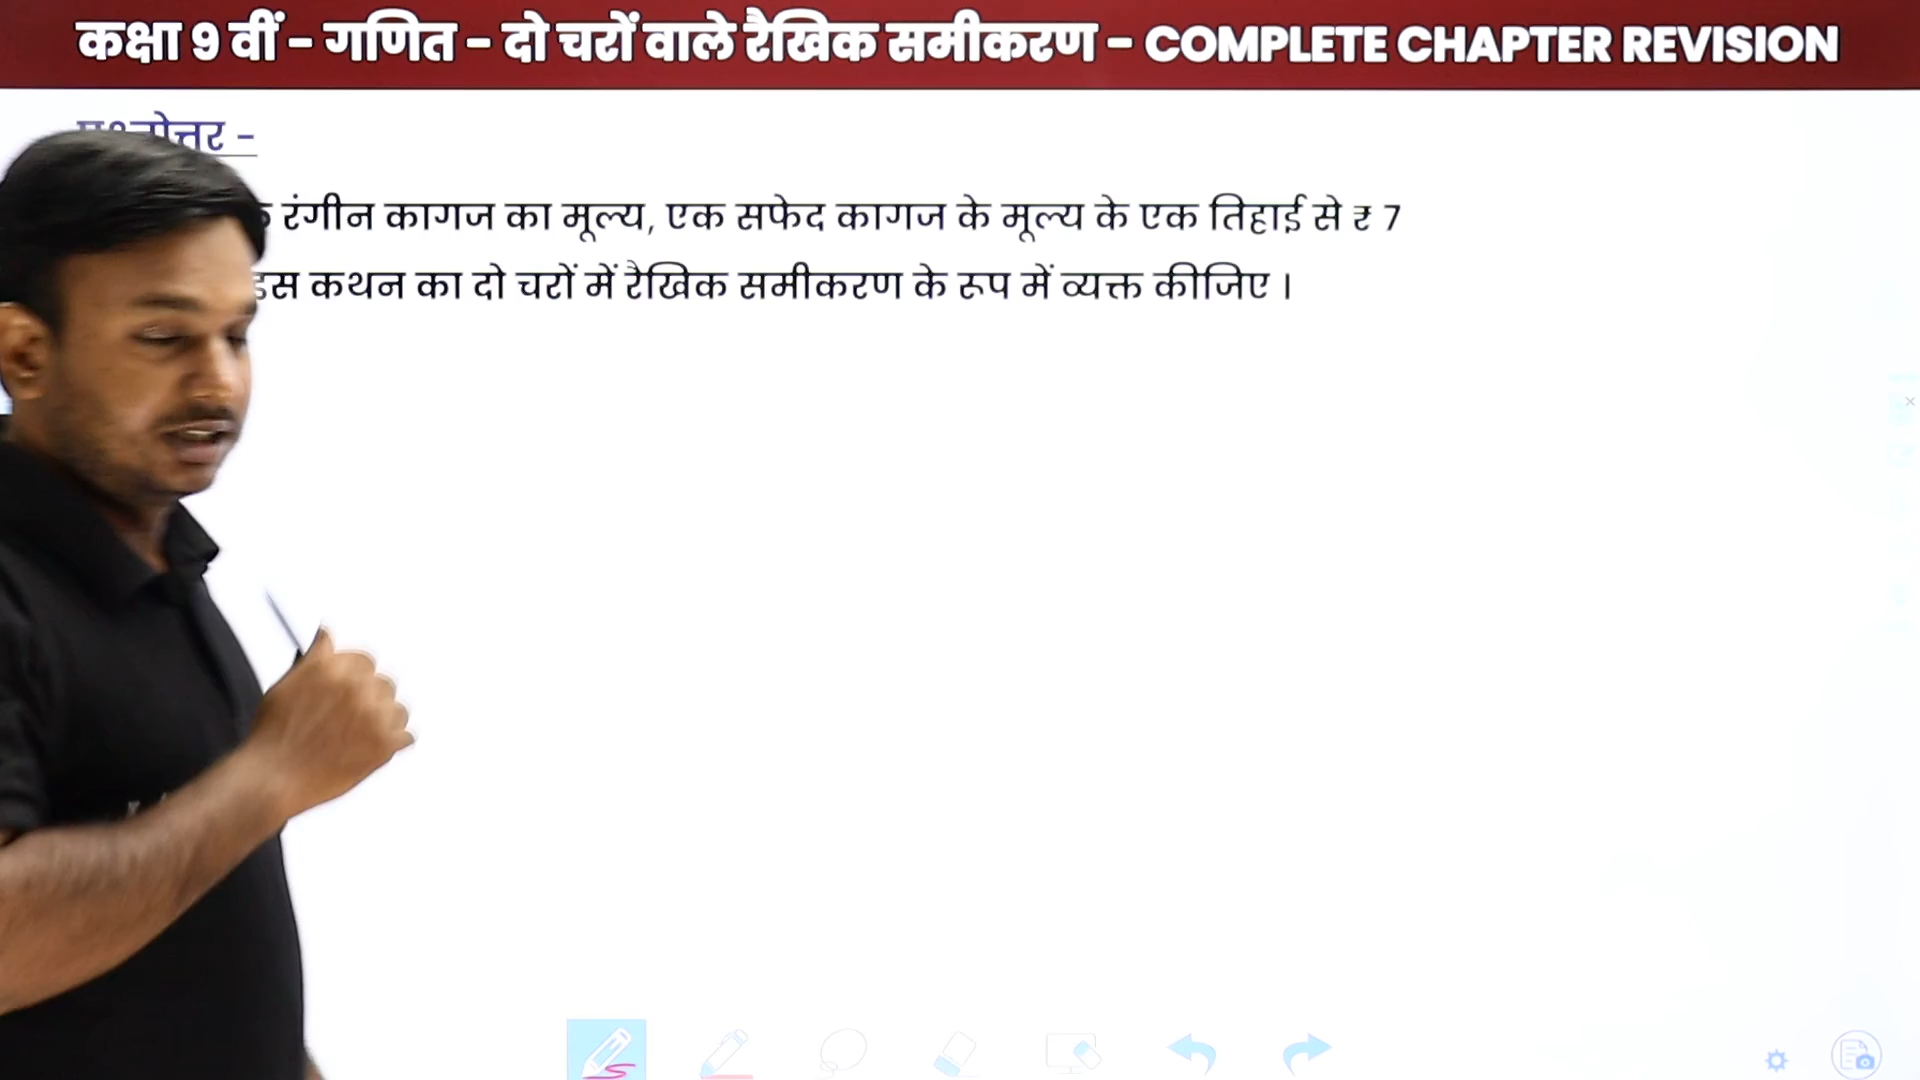 कक्षा 9 वीं - गणित - दो चरों वाले रैखिक समीकरण - COMPLETE CHAPTER REVISION
रंगीन कागज का मूल्य, एक सफेद कागज के मूल्य के एक तिहाई से ₹ 7
इस कथन का दो चरों में रैखिक समीकरण के रूप में व्यक्त कीजिए ।